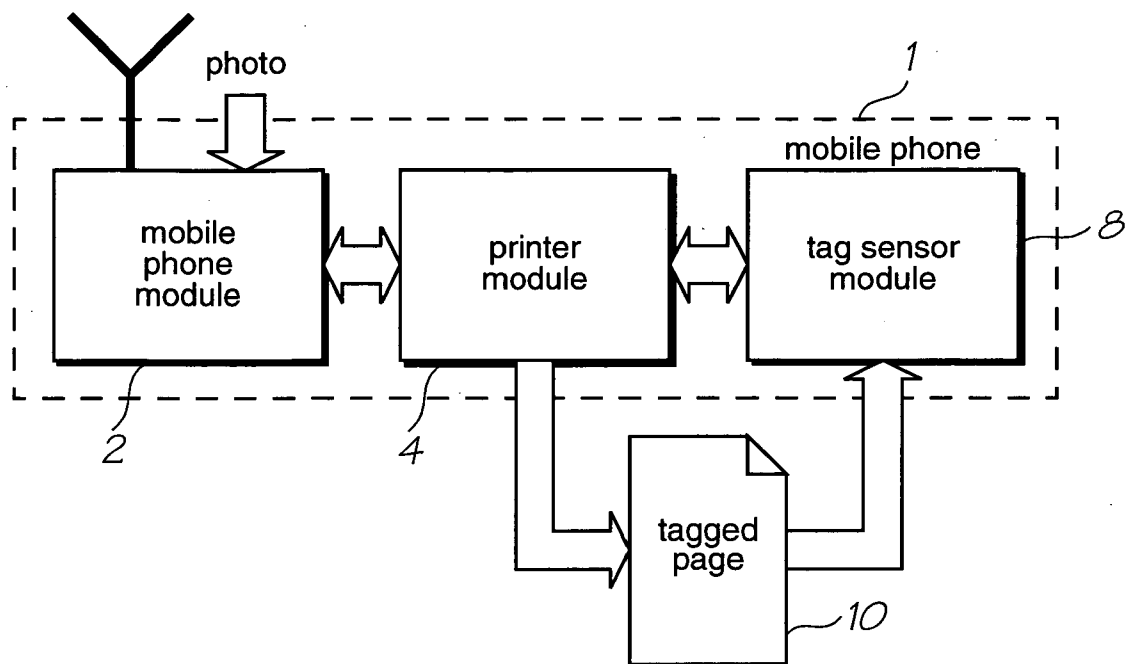 photo
1
mobile phone
mobile
phone
module
printer
module
tag sensor
module
8
2
4
tagged
page
10